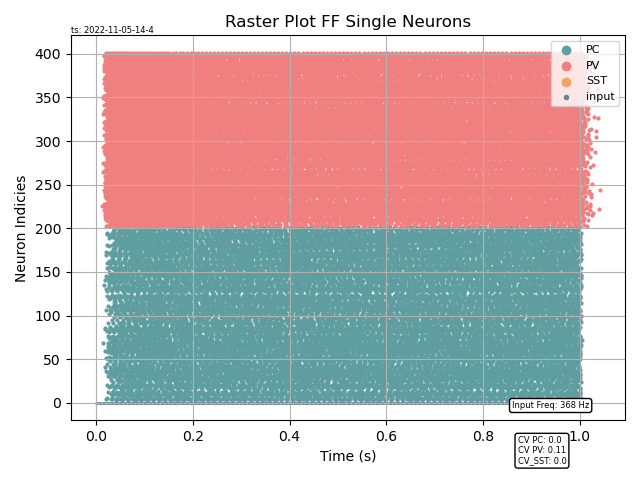 Raster Plot FF Single Neurons
ts: 2022-11-05-14-4
PC
PV
SST
input
Neuron Indicies
400
350
300
250
200
150
100
50
0
Input Freq: 368 Hz
0.0 0.2 0.4 0.6 0.8 1.0
Time (s)
CV PC: 0.0
CV PV: 0.11
CV_SST: 0.0